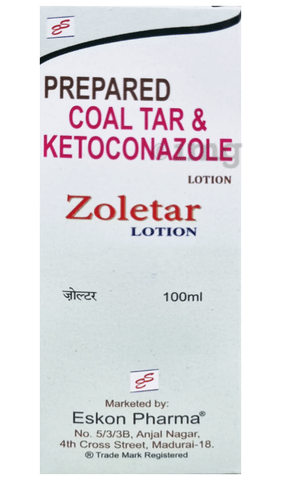 PREPARED
COAL TAR &
KETOCONAZOLE
LOTION
Zoletar
LOTION
ज़ोल्टर 100ml
Marketed by:
Eskon Pharma®
No. 5/3/3B, Anjal Nagar,
4th Cross Street, Madurai-18.
® Trade Mark Registered